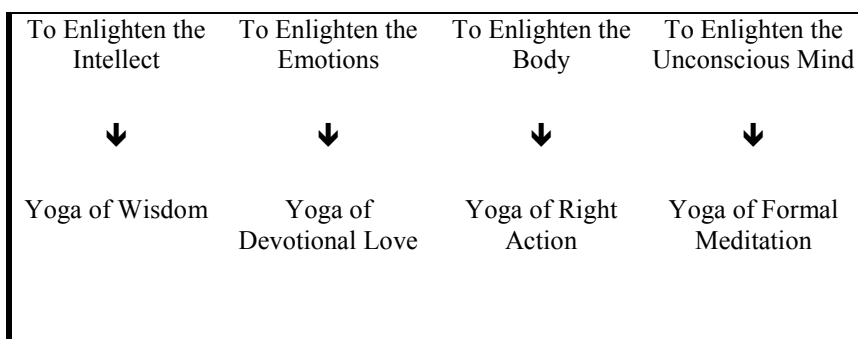 To Enlighten the Intellect
To Enlighten the Emotions
To Enlighten the Body
To Enlighten the Unconscious Mind
🡻 🡻 🡻 🡻
Yoga of Wisdom
Yoga of Devotional Love
Yoga of Right Action
Yoga of Formal Meditation